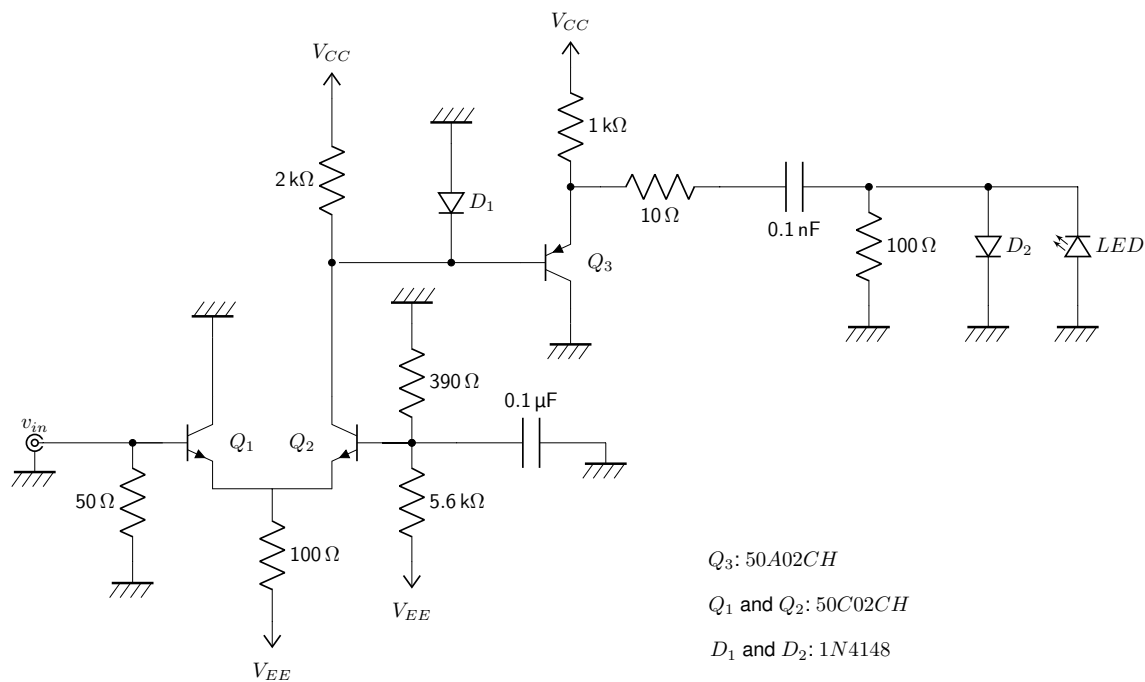 V_CC
V_CC
1 kΩ
2 kΩ
D_1
10 Ω
0.1 nF
100 Ω
D_2
LED
Q_3
390 Ω
0.1 µF
v_in
Q_1
Q_2
50 Ω
5.6 kΩ
100 Ω
V_EE
V_EE
Q_3: 50A02CH
Q_1 and Q_2: 50C02CH
D_1 and D_2: 1N4148